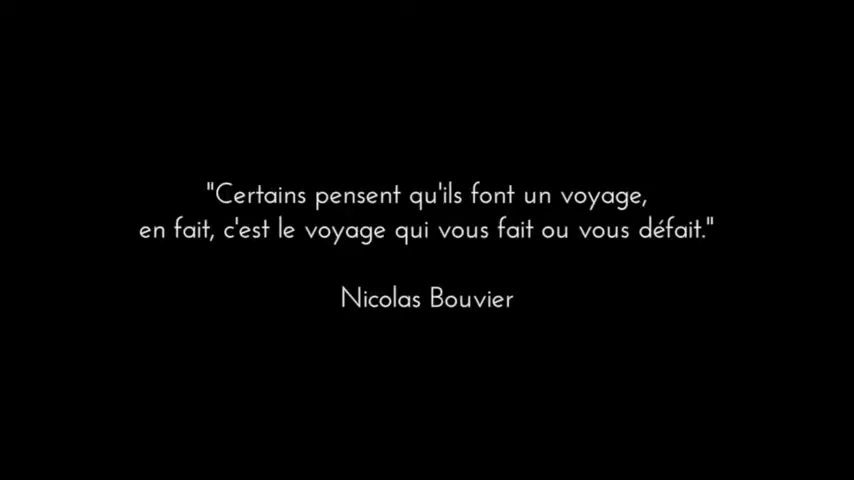 "Certains pensent qu'ils font un voyage,
en fait, c'est le voyage qui vous fait ou vous défait."
Nicolas Bouvier